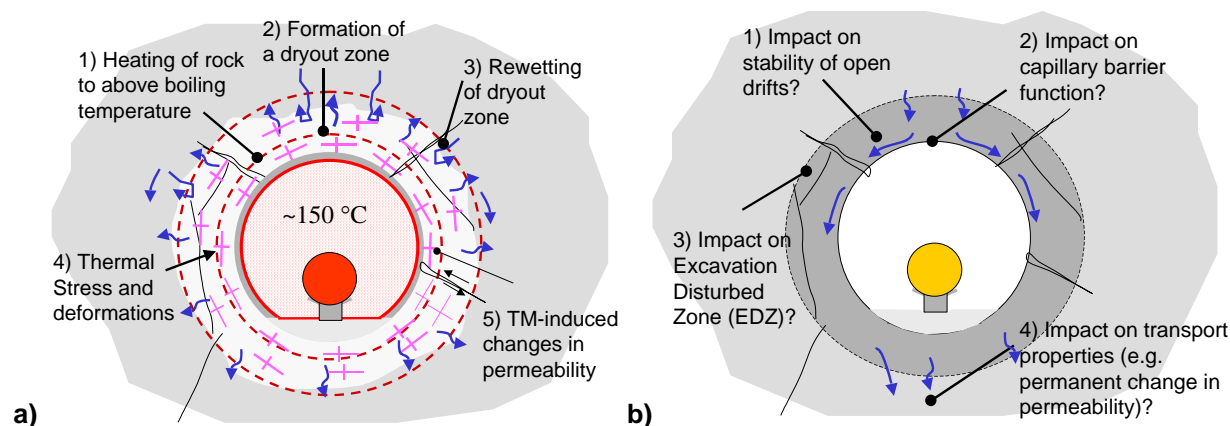 1) Heating of rock
to above boiling
temperature
2) Formation of
a dryout zone
3) Rewetting
of dryout
zone
~150 °C
4) Thermal
Stress and
deformations
5) TM-induced
changes in
permeability
a)
1) Impact on
stability of open
drifts?
2) Impact on
capillary barrier
function?
3) Impact on
Excavation
Disturbed
Zone (EDZ)?
4) Impact on transport
properties (e.g.
permanent change in
permeability)?
b)